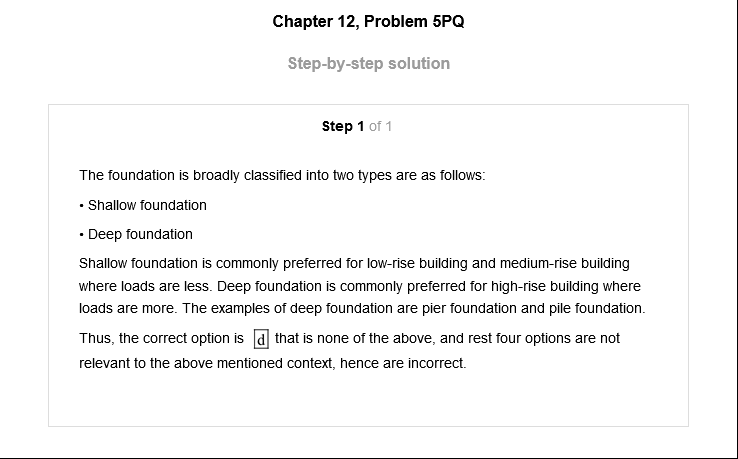 Chapter 12, Problem 5PQ
Step-by-step solution
Step 1 of 1
The foundation is broadly classified into two types are as follows:
• Shallow foundation
• Deep foundation
Shallow foundation is commonly preferred for low-rise building and medium-rise building
where loads are less. Deep foundation is commonly preferred for high-rise building where
loads are more. The examples of deep foundation are pier foundation and pile foundation.
Thus, the correct option is d that is none of the above, and rest four options are not
relevant to the above mentioned context, hence are incorrect.